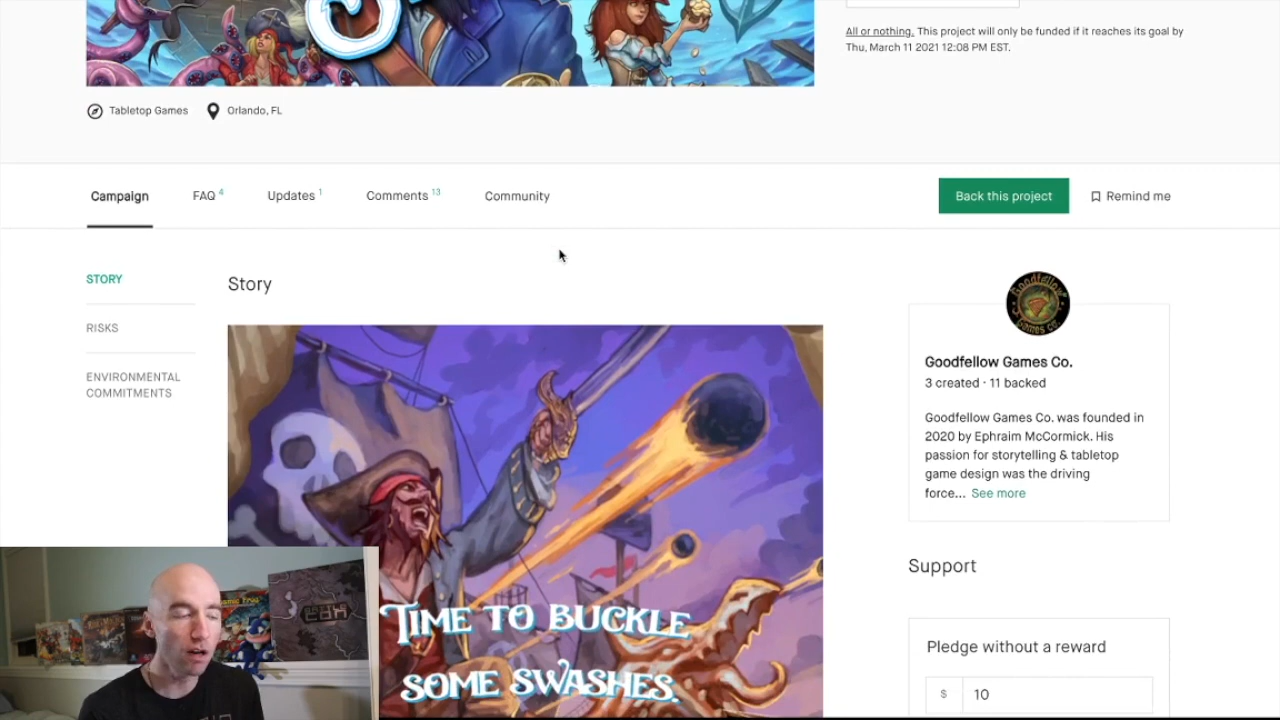 All or nothing. This project will only be funded if it reaches its goal by
Thu, March 11 2021 12:08 PM EST.
Tabletop Games
Orlando, FL
Campaign
FAQ 4
Updates 1
Comments 13
Community
Back this project
Remind me
STORY
RISKS
ENVIRONMENTAL
COMMITMENTS
Story
TIME TO BUCKLE
SOME SWASHES.
Goodfellow
Games Co.
Goodfellow Games Co.
3 created · 11 backed
Goodfellow Games Co. was founded in
2020 by Ephraim McCormick. His
passion for storytelling & tabletop
game design was the driving
force... See more
Support
Pledge without a reward
$ 10